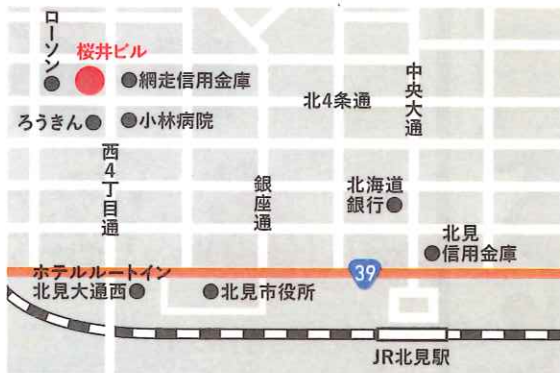 ローソン
桜井ビル
網走信用金庫
ろうきん
小林病院
北4条通
中央大通
西4丁目通
銀座通
北海道
銀行
北見
信用金庫
39
ホテルルートイン
北見大通西
北見市役所
JR北見駅